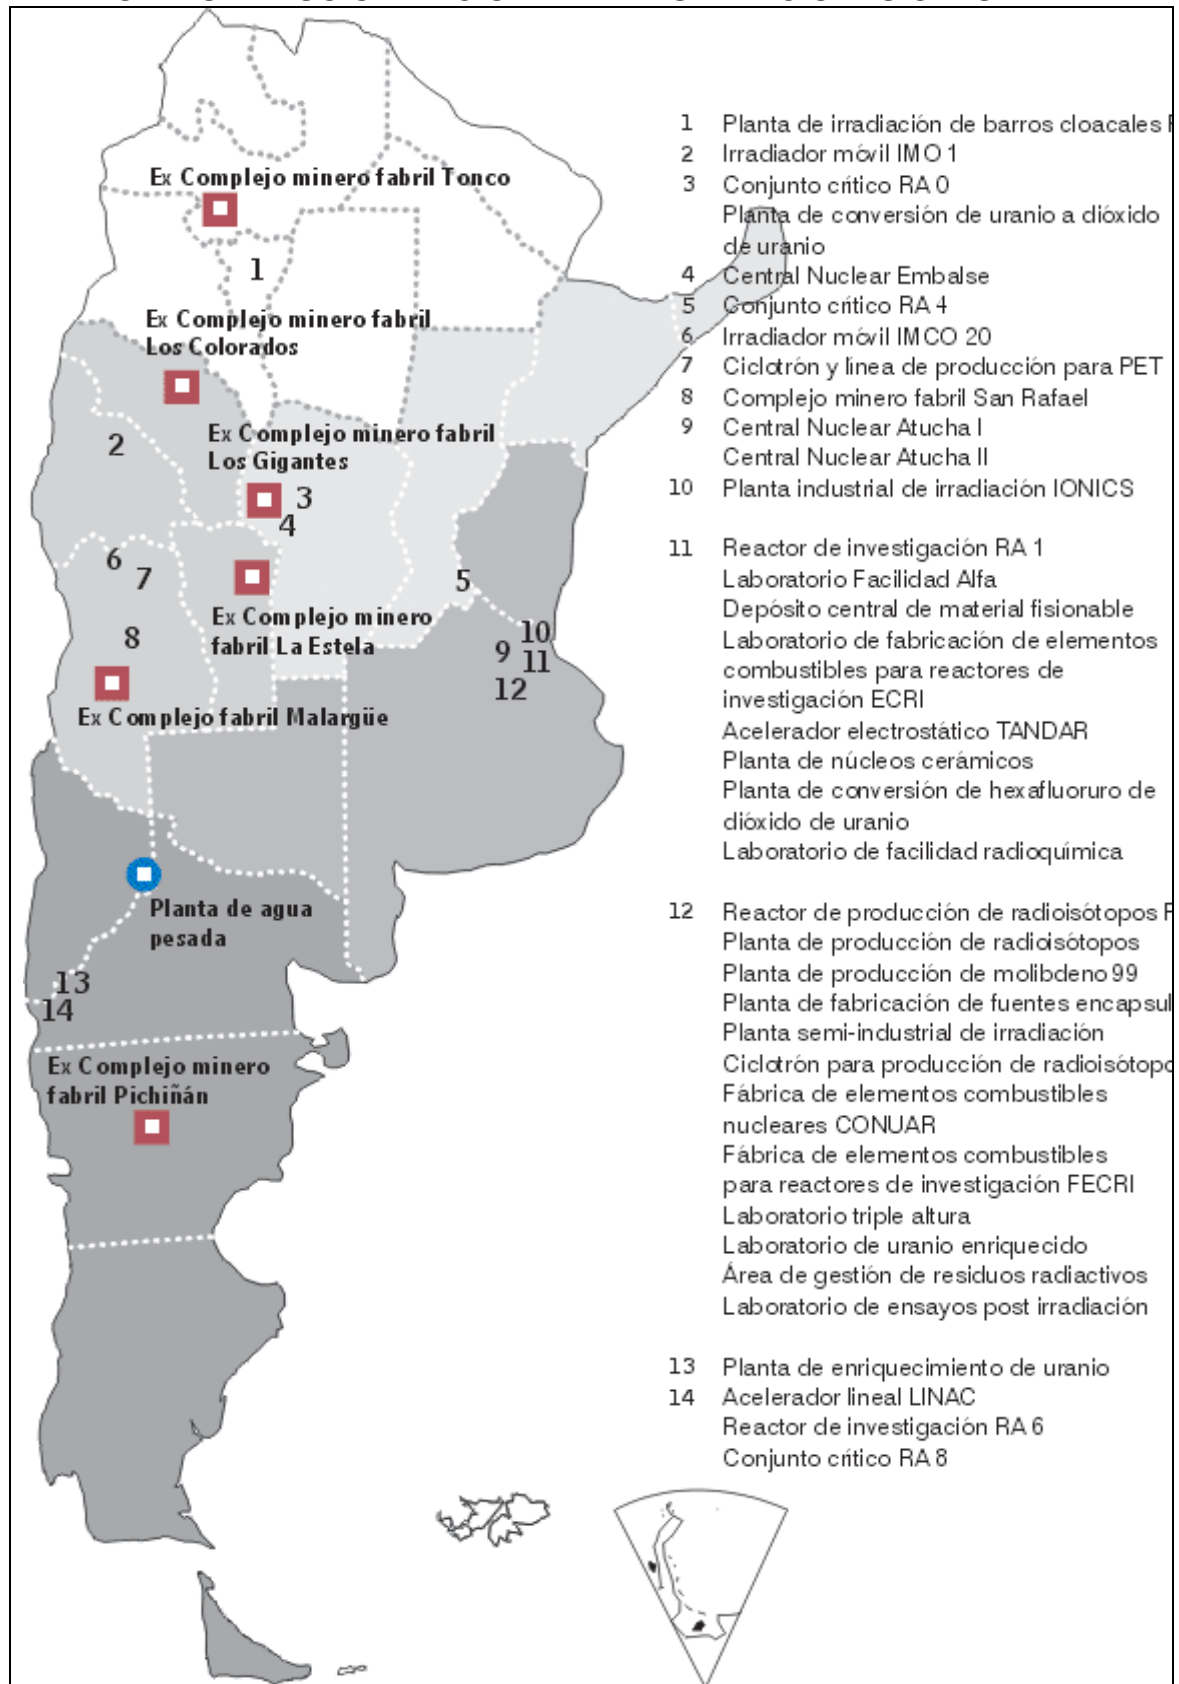 Ex Complejo minero fabril Tonco
1
Ex Complejo minero fabril
Los Colorados
2
Ex Complejo minero fabril
Los Gigantes
3
4
6
7
5
Ex Complejo minero
fabril La Estela
8
9
10
11
12
Ex Complejo fabril Malargüe
Planta de agua
pesada
13
14
Ex Complejo minero
fabril Pichiñán
1 Planta de irradiación de barros cloacales
2 Irradiador móvil IMO 1
3 Conjunto crítico RA 0
Planta de conversión de uranio a dióxido
de uranio
4 Central Nuclear Embalse
5 Conjunto crítico RA 4
6 Irradiador móvil IMCO 20
7 Ciclotrón y linea de producción para PET
8 Complejo minero fabril San Rafael
9 Central Nuclear Atucha I
Central Nuclear Atucha II
10 Planta industrial de irradiación IONICS
11 Reactor de investigación RA 1
Laboratorio Facilidad Alfa
Depósito central de material fisionable
Laboratorio de fabricación de elementos
combustibles para reactores de
investigación ECRI
Acelerador electrostático TANDAR
Planta de núcleos cerámicos
Planta de conversión de hexafluoruro de
dióxido de uranio
Laboratorio de facilidad radioquímica
12 Reactor de producción de radioisótopos
Planta de producción de radioisótopos
Planta de producción de molibdeno 99
Planta de fabricación de fuentes encapsul
Planta semi-industrial de irradiación
Ciclotrón para producción de radioisótopo
Fábrica de elementos combustibles
nucleares CONUAR
Fábrica de elementos combustibles
para reactores de investigación FECRI
Laboratorio triple altura
Laboratorio de uranio enriquecido
Área de gestión de residuos radiactivos
Laboratorio de ensayos post irradiación
13 Planta de enriquecimiento de uranio
14 Acelerador lineal LINAC
Reactor de investigación RA 6
Conjunto crítico RA 8